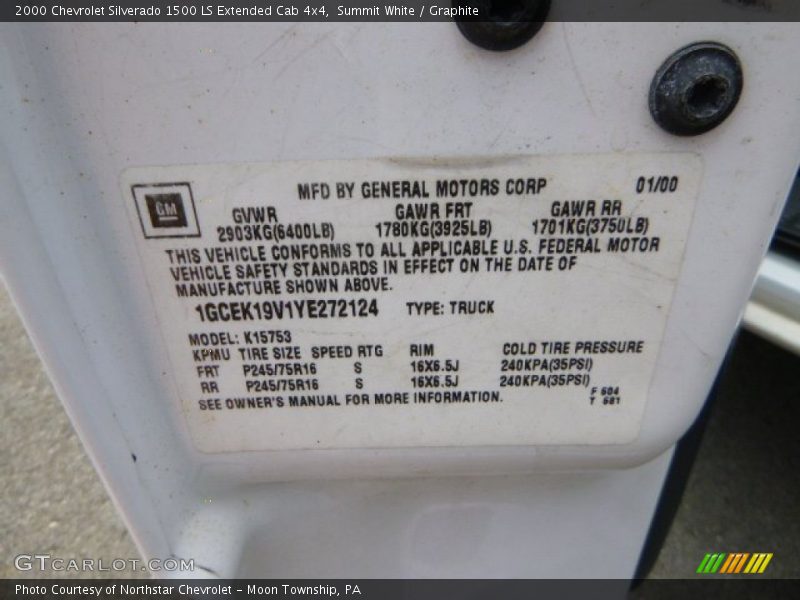 2000 Chevrolet Silverado 1500 LS Extended Cab 4x4, Summit White / Graphite
GM
MFD BY GENERAL MOTORS CORP 01/00
GVWR GAWR FRT GAWR RR
2903KG(6400LB) 1780KG(3925LB) 1701KG(3750LB)
THIS VEHICLE CONFORMS TO ALL APPLICABLE U.S. FEDERAL MOTOR
VEHICLE SAFETY STANDARDS IN EFFECT ON THE DATE OF
MANUFACTURE SHOWN ABOVE.
1GCEK19V1YE272124 TYPE: TRUCK
MODEL: K15753
KPMU TIRE SIZE SPEED RTG RIM COLD TIRE PRESSURE
FRT P245/75R16 S 16X6.5J 240KPA(35PSI)
RR P245/75R16 S 16X6.5J 240KPA(35PSI)
SEE OWNER'S MANUAL FOR MORE INFORMATION.
F 604
T 681
GTCarLot.com
Photo Courtesy of Northstar Chevrolet - Moon Township, PA